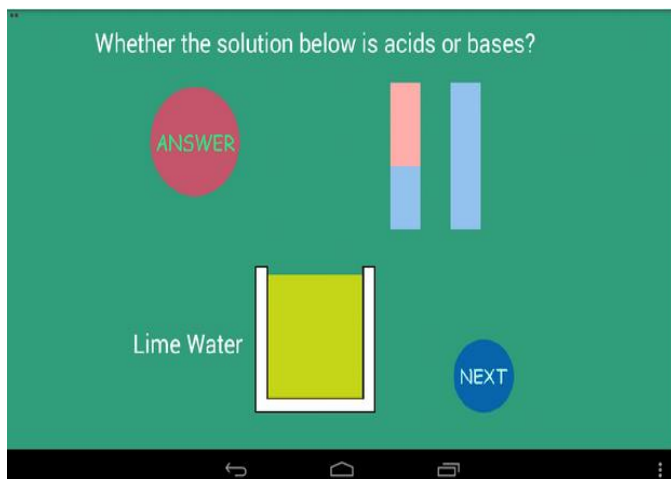 Whether the solution below is acids or bases?
ANSWER
Lime Water
NEXT